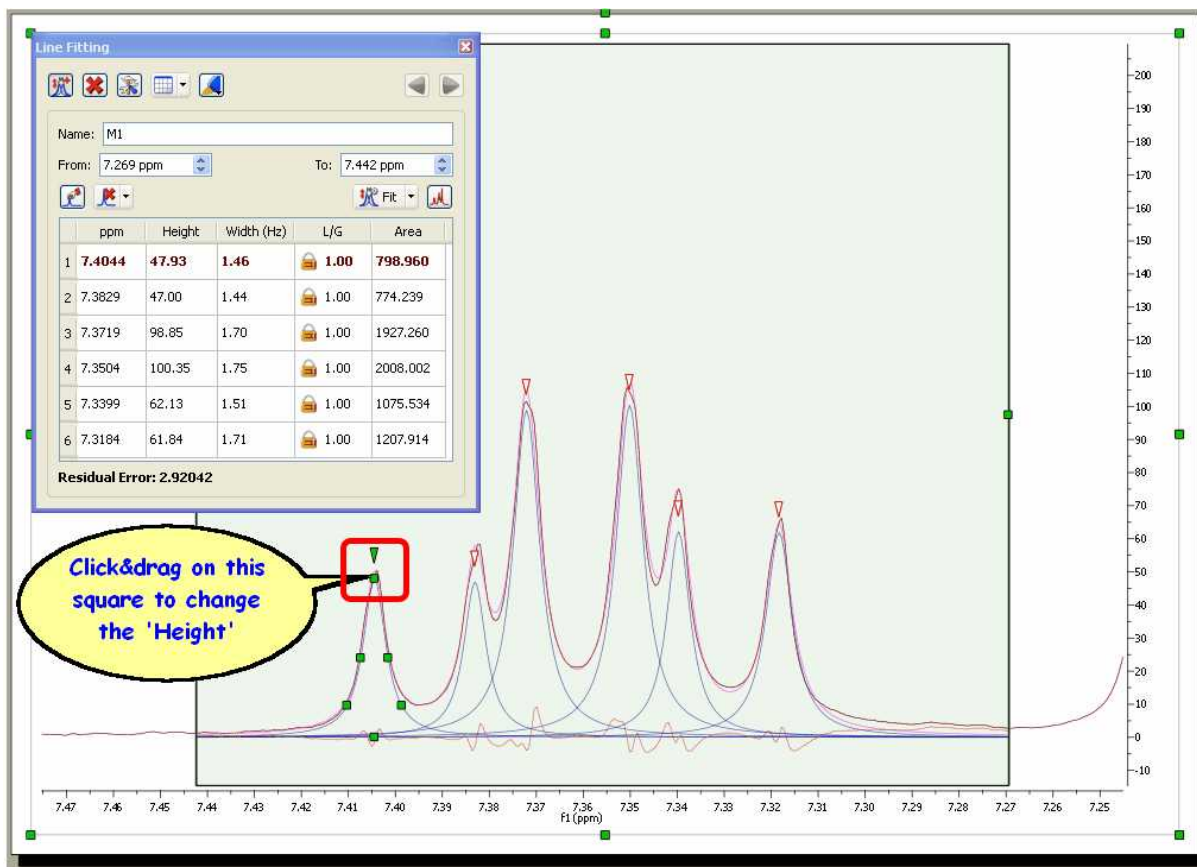 Line Fitting
Name: M1
From: 7.269 ppm To: 7.442 ppm
Fit
ppm Height Width (Hz) L/G Area
1 7.4044 47.93 1.46 1.00 798.960
2 7.3829 47.00 1.44 1.00 774.239
3 7.3719 98.85 1.70 1.00 1927.260
4 7.3504 100.35 1.75 1.00 2008.002
5 7.3399 62.13 1.51 1.00 1075.534
6 7.3184 61.84 1.71 1.00 1207.914
Residual Error: 2.92042
Click&drag on this
square to change
the 'Height'
200
190
180
170
160
150
140
130
120
110
100
90
80
70
60
50
40
30
20
10
0
-10
7.47 7.46 7.45 7.44 7.43 7.42 7.41 7.40 7.39 7.38 7.37 7.36 7.35 7.34 7.33 7.32 7.31 7.30 7.29 7.28 7.27 7.26 7.25
f1 (ppm)